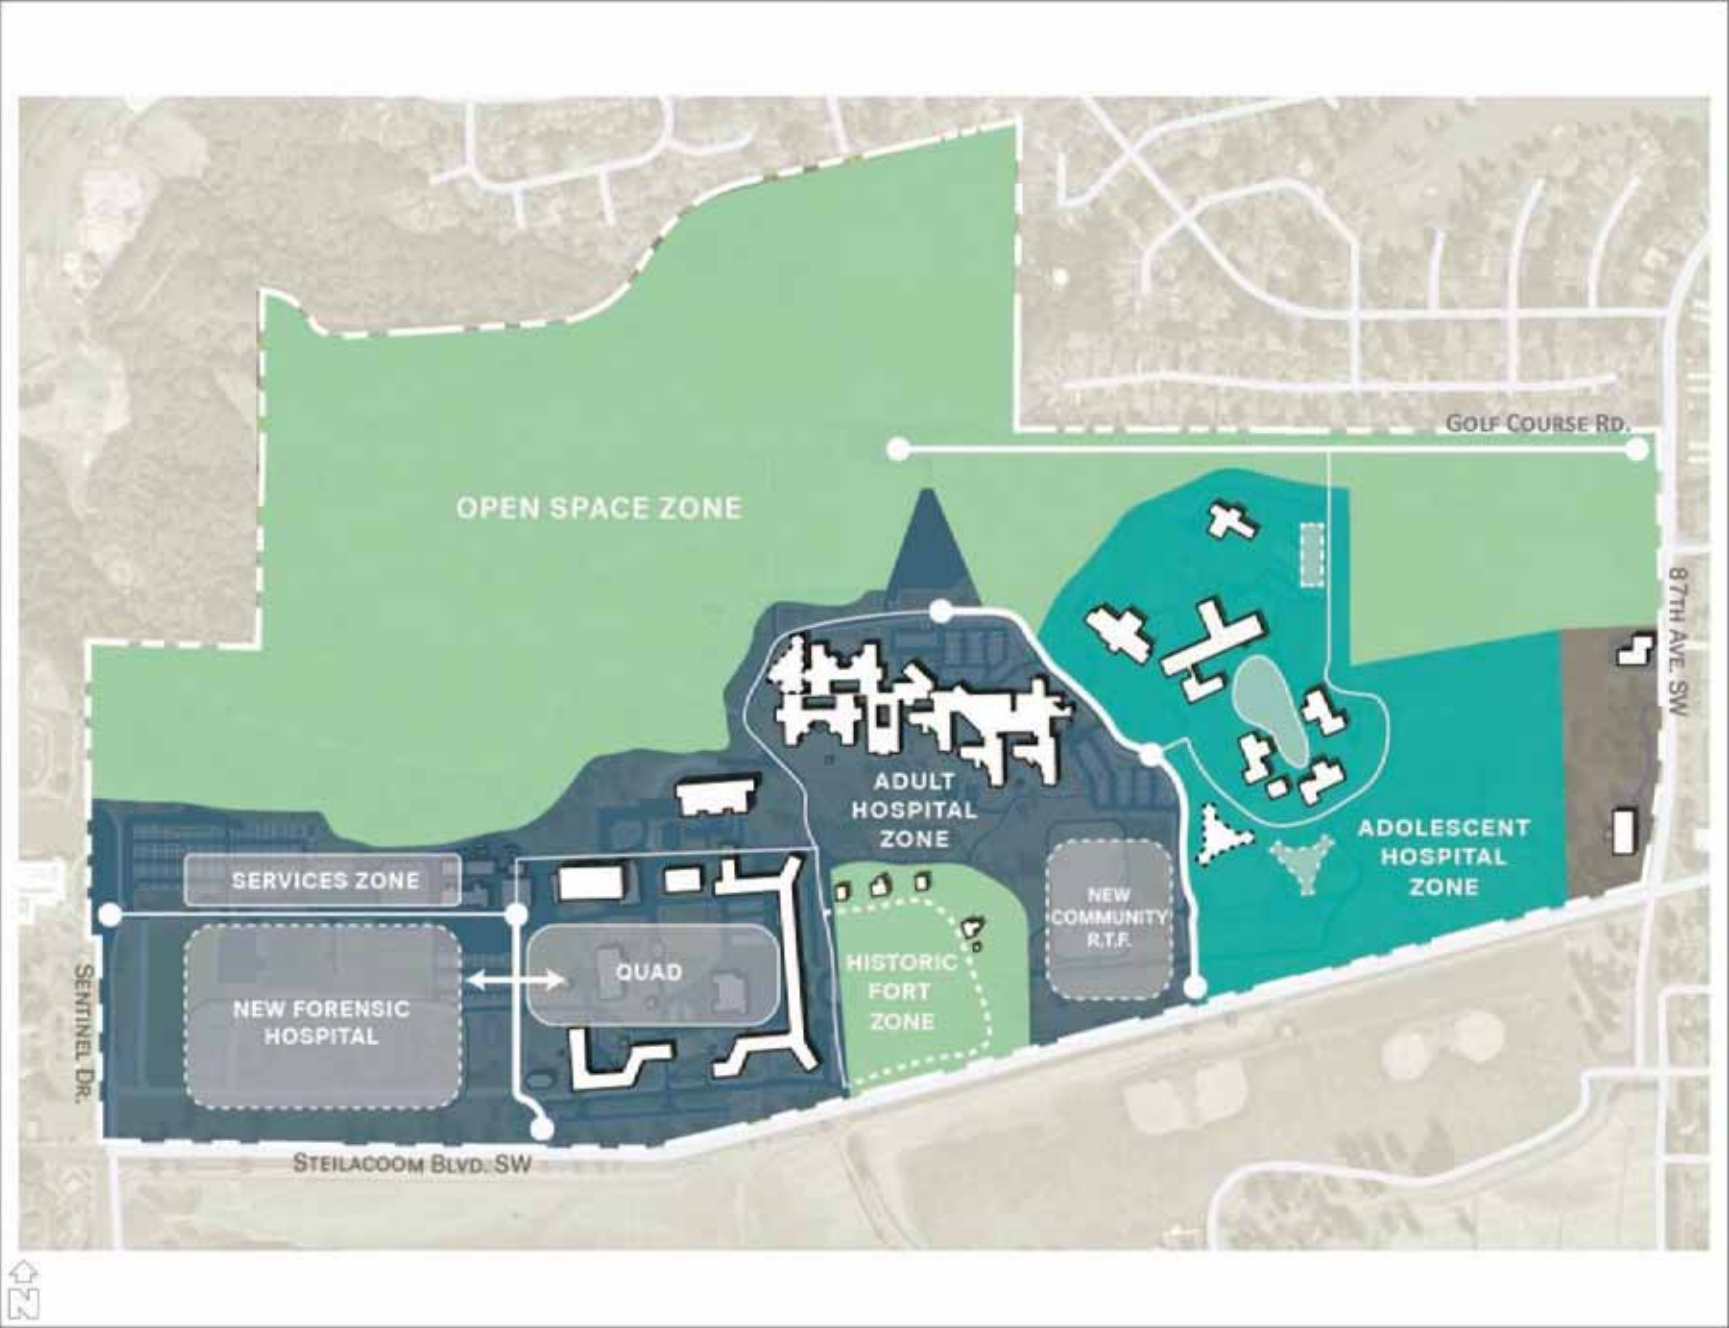 GOLF COURSE RD.
OPEN SPACE ZONE
87TH AVE. SW
ADULT
HOSPITAL
ZONE
ADOLESCENT
HOSPITAL
ZONE
SERVICES ZONE
NEW
COMMUNITY
R.T.F.
QUAD
HISTORIC
FORT
ZONE
NEW FORENSIC
HOSPITAL
SENTINEL DR.
STEILACOOM BLVD. SW
N